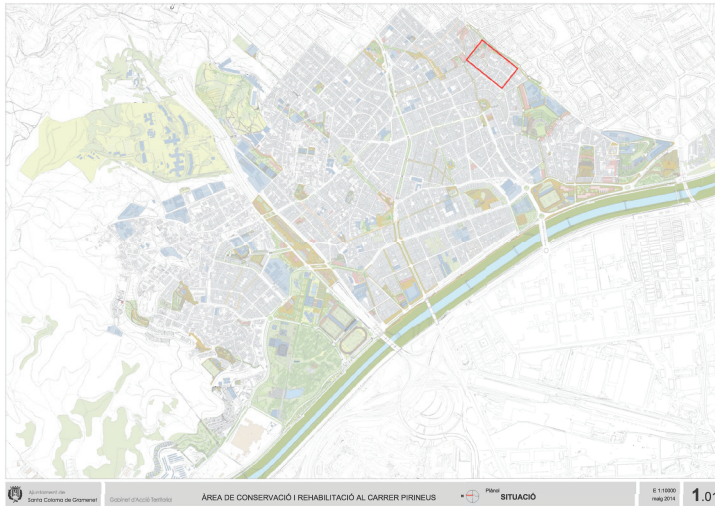 Ajuntament de
Santa Coloma de Gramenet
Gabinet d'Acció Territorial
ÀREA DE CONSERVACIÓ I REHABILITACIÓ AL CARRER PIRINEUS
N
Plànol
SITUACIÓ
E 1:10000
maig 2014
1.01